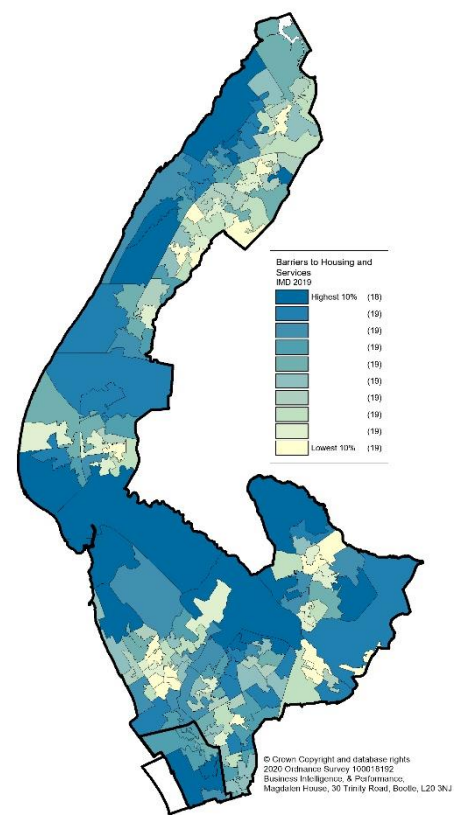 Barriers to Housing and
Services
IMD 2019
Highest 10% (18)
(19)
(19)
(19)
(19)
(19)
(19)
(19)
(19)
Lowest 10% (19)
© Crown Copyright and database rights
2020 Ordnance Survey 100018192
Business Intelligence, & Performance,
Magdalen House, 30 Trinity Road, Bootle, L20 3NJ